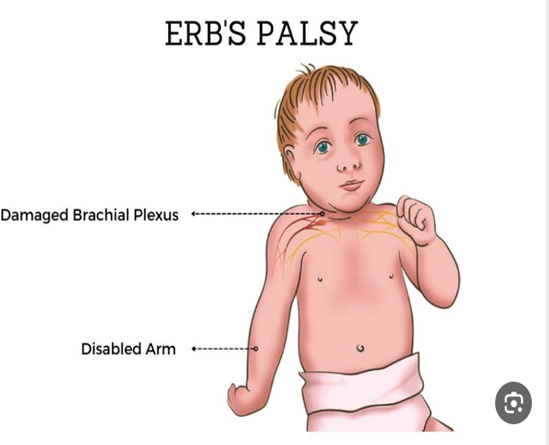 ERB'S PALSY
Damaged Brachial Plexus
Disabled Arm